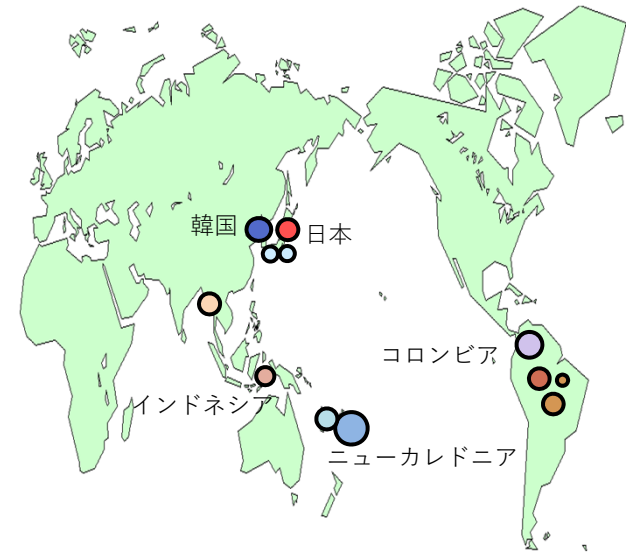 韓国
日本
コロンビア
インドネシア
ニューカレドニア